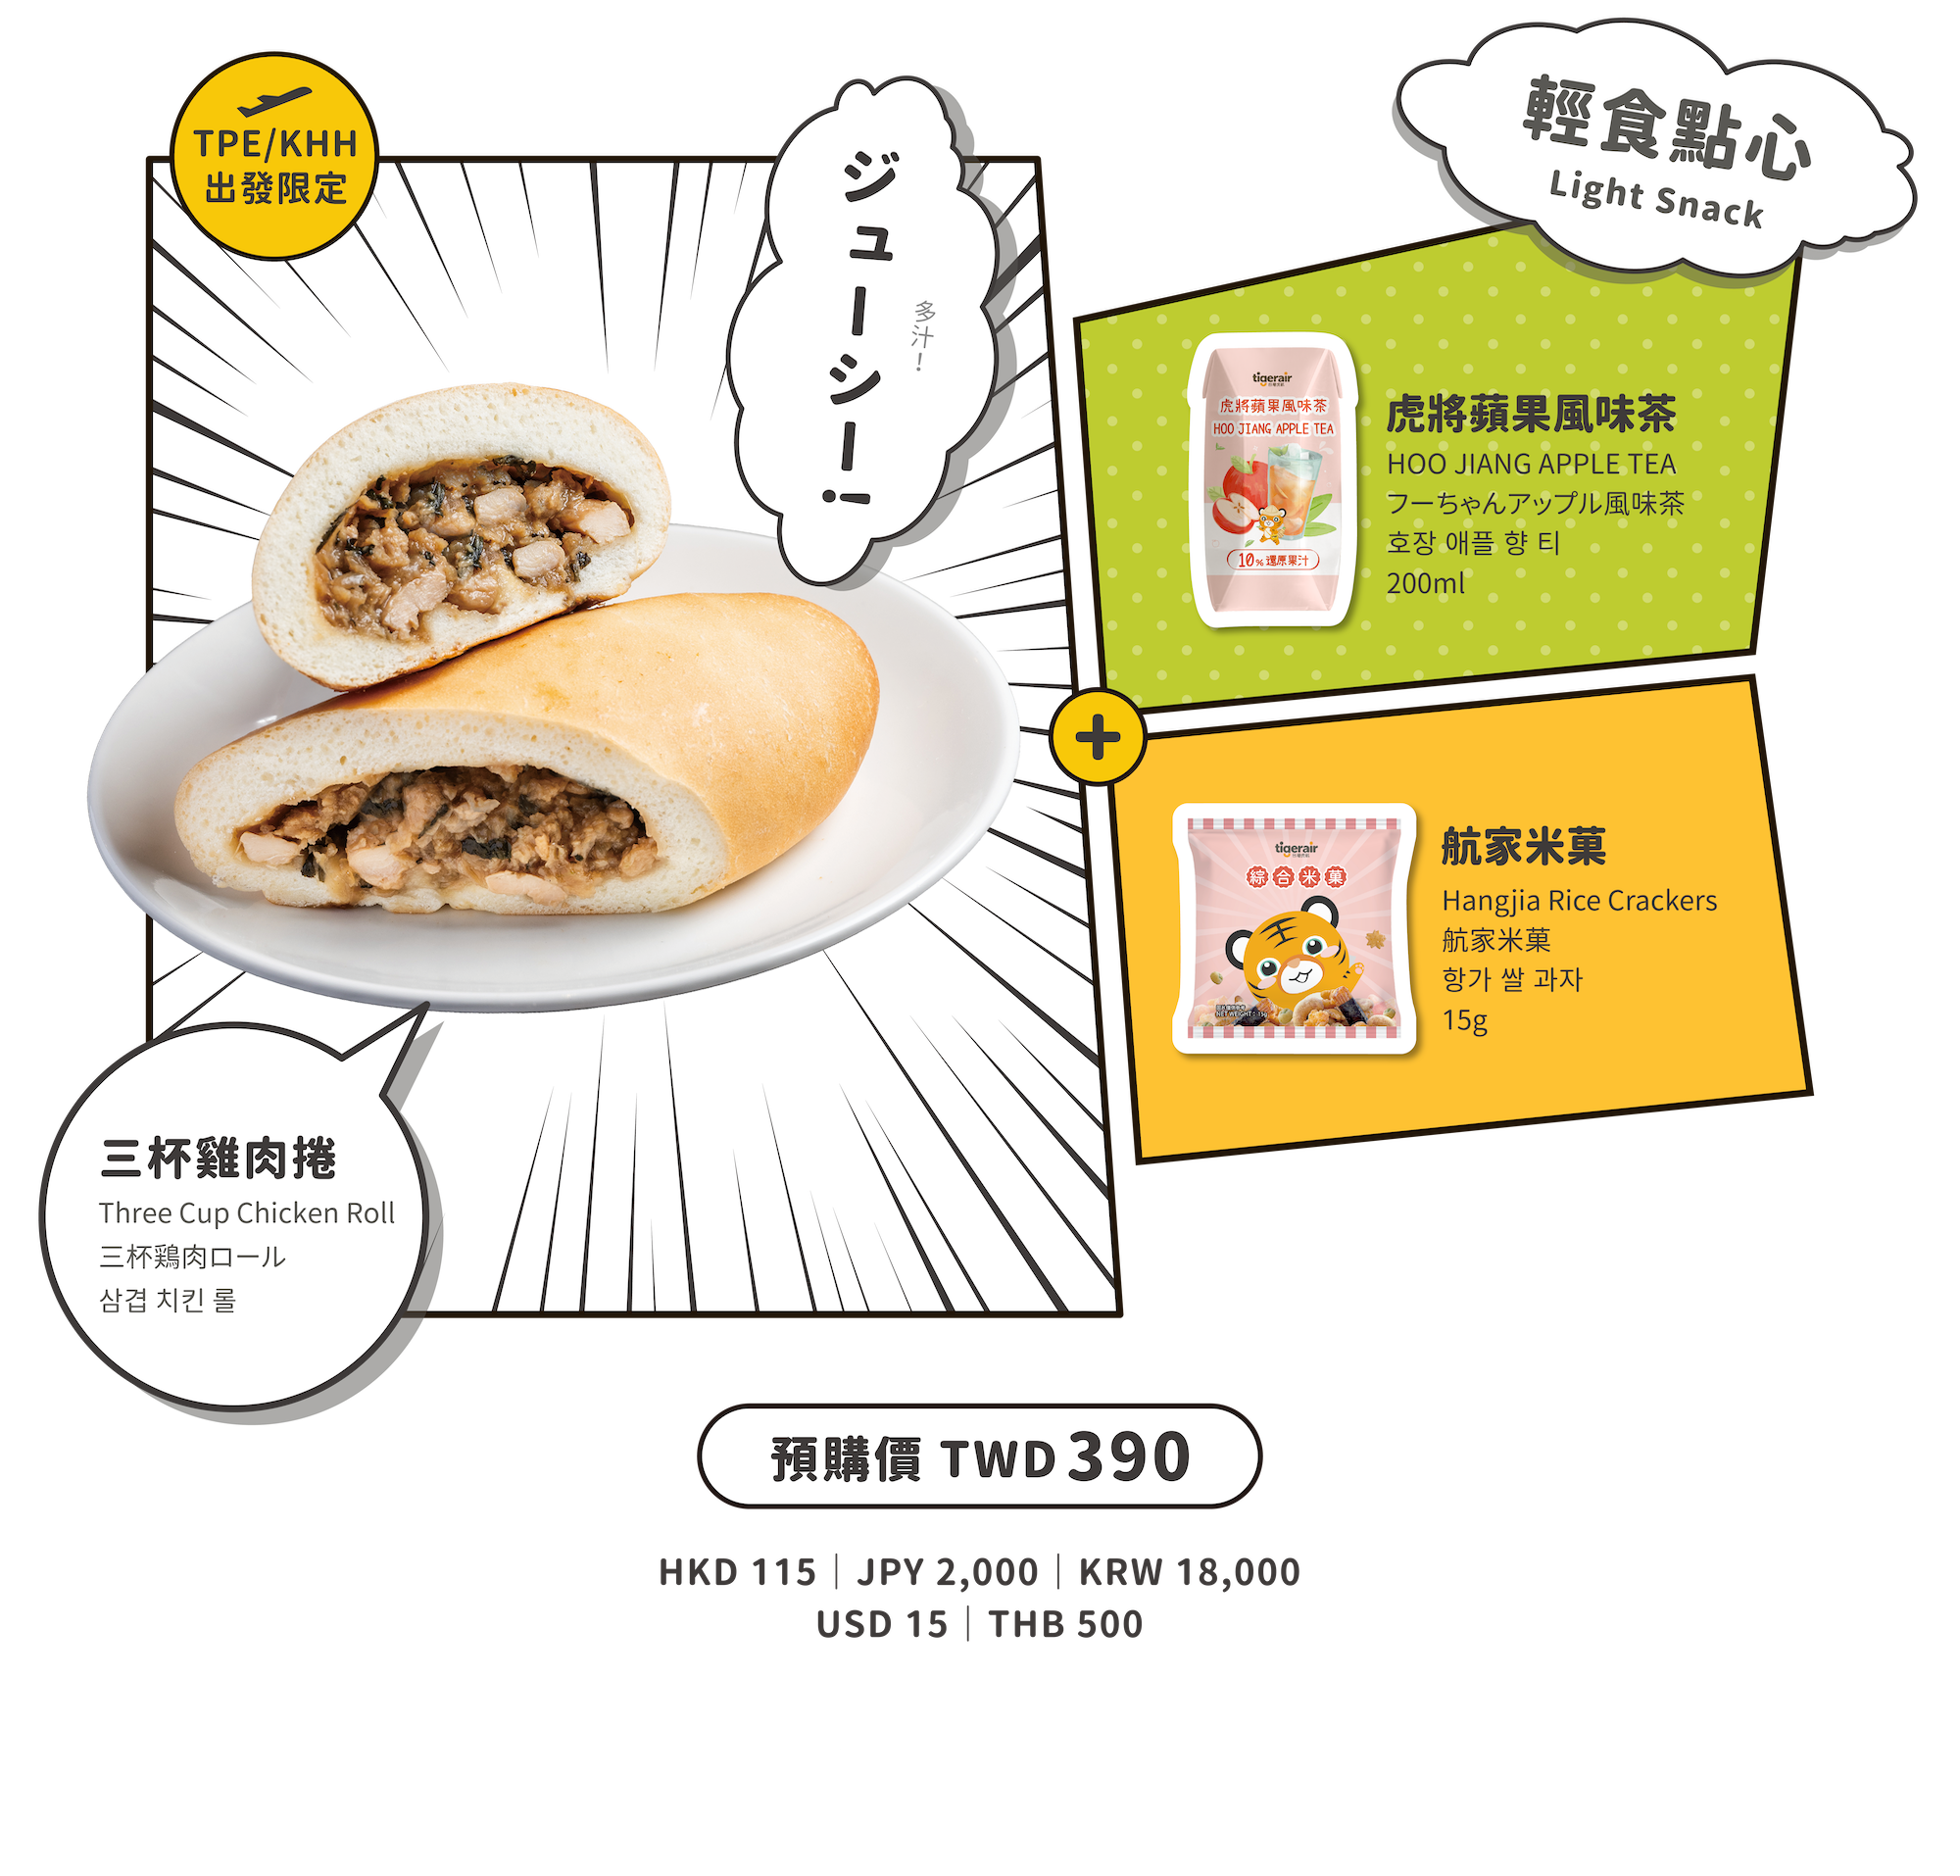 TPE/KHH
出發限定
ジューシー!
多汁!
輕食點心
Light Snack
tigerair
虎將蘋果風味茶
HOO JIANG APPLE TEA
10% 還原果汁
虎將蘋果風味茶
HOO JIANG APPLE TEA
フーちゃんアップル風味茶
호장 애플 향 티
200ml
+
tigerair
綜合米菓
NET WEIGHT: 15g
航家米菓
Hangjia Rice Crackers
航家米菓
항가 쌀 과자
15g
三杯雞肉捲
Three Cup Chicken Roll
三杯鶏肉ロール
삼겹 치킨 롤
預購價 TWD 390
HKD 115｜JPY 2,000｜KRW 18,000
USD 15｜THB 500